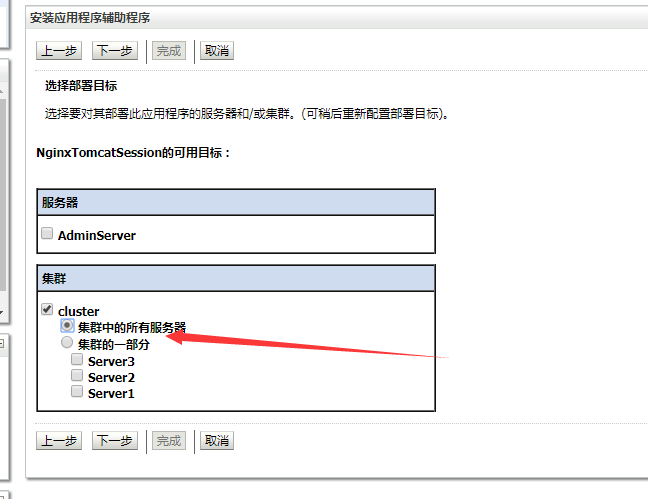 安装应用程序辅助程序
上一步 下一步 完成 取消
选择部署目标
选择要对其部署此应用程序的服务器和/或集群。(可稍后重新配置部署目标)。
NginxTomcatSession的可用目标：
服务器
AdminServer
集群
cluster
集群中的所有服务器
集群的一部分
Server3
Server2
Server1
上一步 下一步 完成 取消